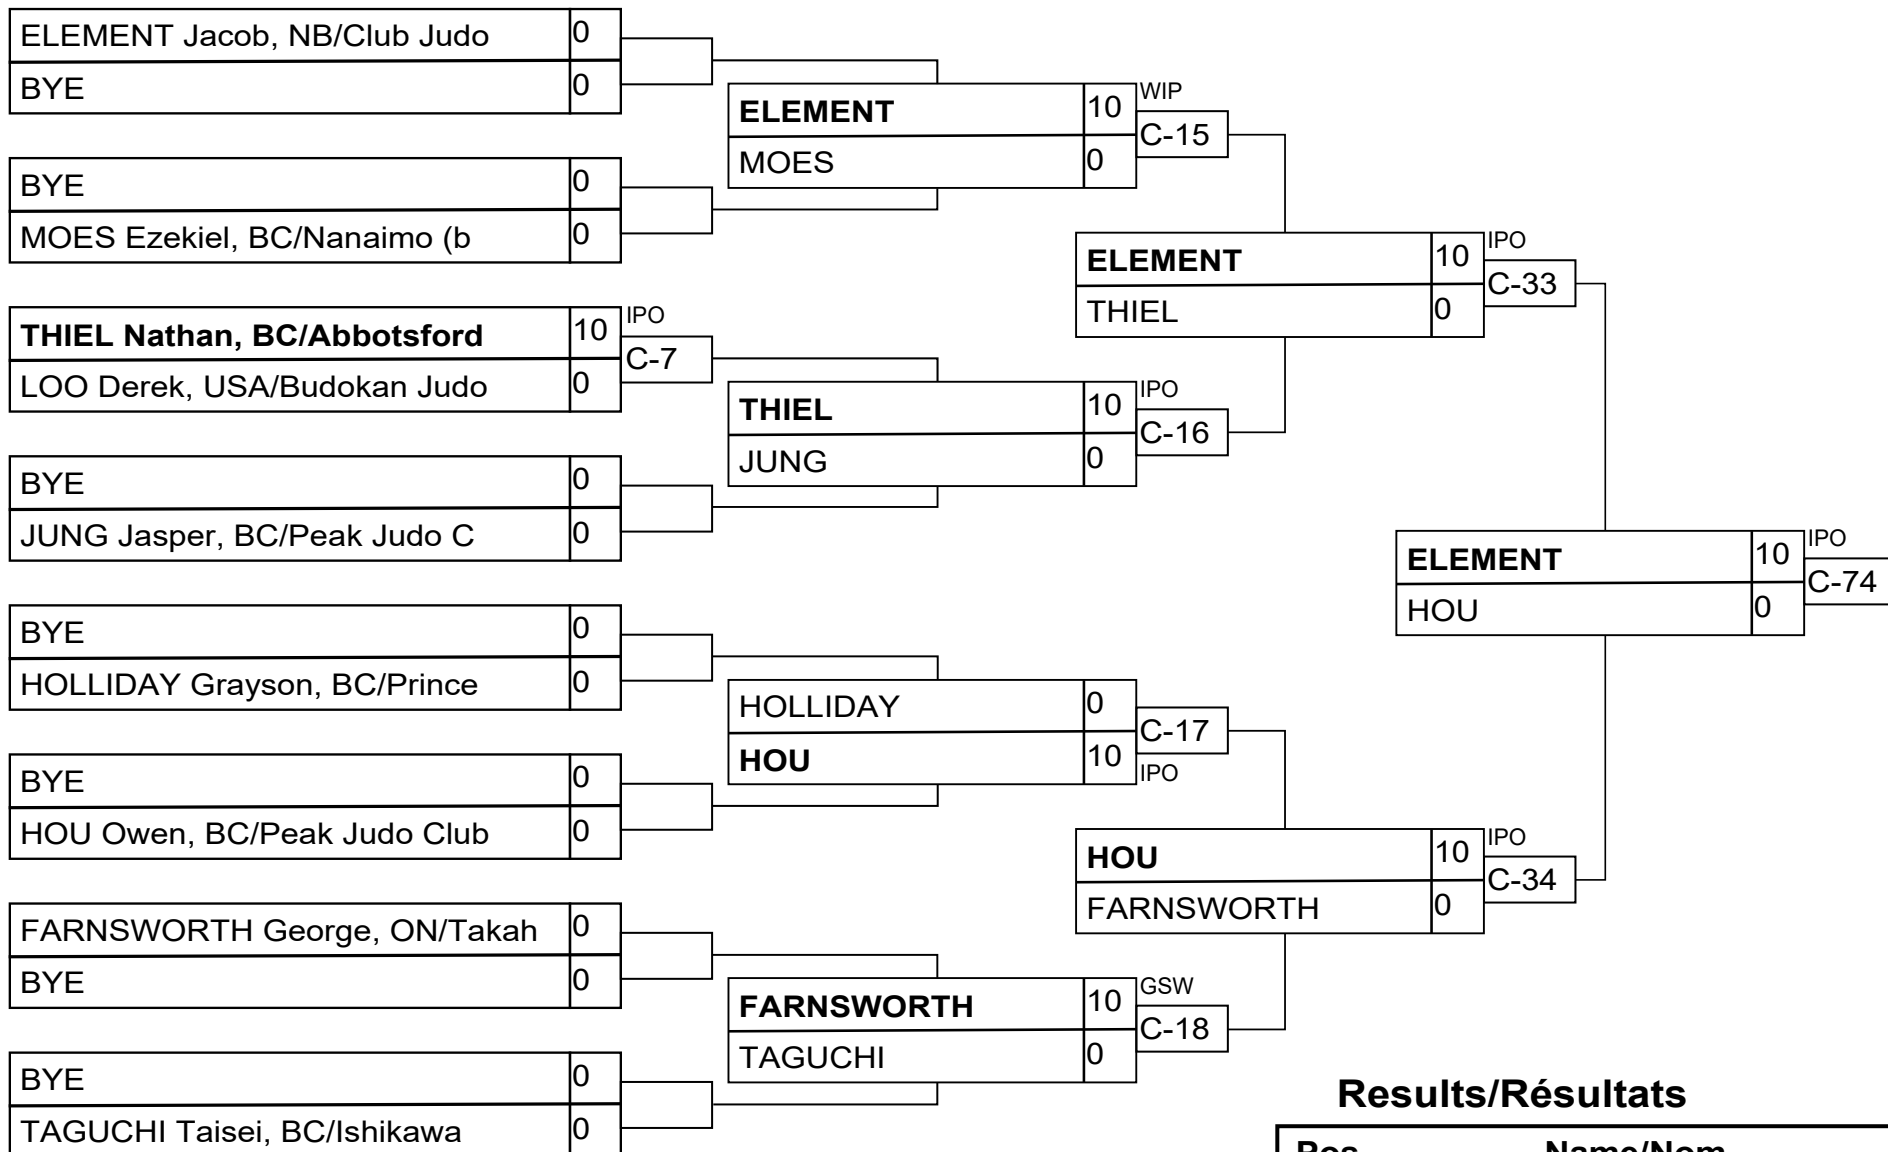 ELEMENT Jacob, NB/Club Judo 0
BYE 0
BYE 0
MOES Ezekiel, BC/Nanaimo (b 0
THIEL Nathan, BC/Abbotsford 10 IPO
C-7
LOO Derek, USA/Budokan Judo 0
BYE 0
JUNG Jasper, BC/Peak Judo C 0
BYE 0
HOLLIDAY Grayson, BC/Prince 0
BYE 0
HOU Owen, BC/Peak Judo Club 0
FARNSWORTH George, ON/Takah 0
BYE 0
BYE 0
TAGUCHI Taisei, BC/Ishikawa 0
ELEMENT 10 WIP
C-15
MOES 0
THIEL 10 IPO
C-16
JUNG 0
HOLLIDAY 0
C-17
HOU 10 IPO
FARNSWORTH 10 GSW
C-18
TAGUCHI 0
ELEMENT 10 IPO
C-33
THIEL 0
HOU 10 IPO
C-34
FARNSWORTH 0
ELEMENT 10 IPO
C-74
HOU 0
Results/Résultats
Pos Name/Nom